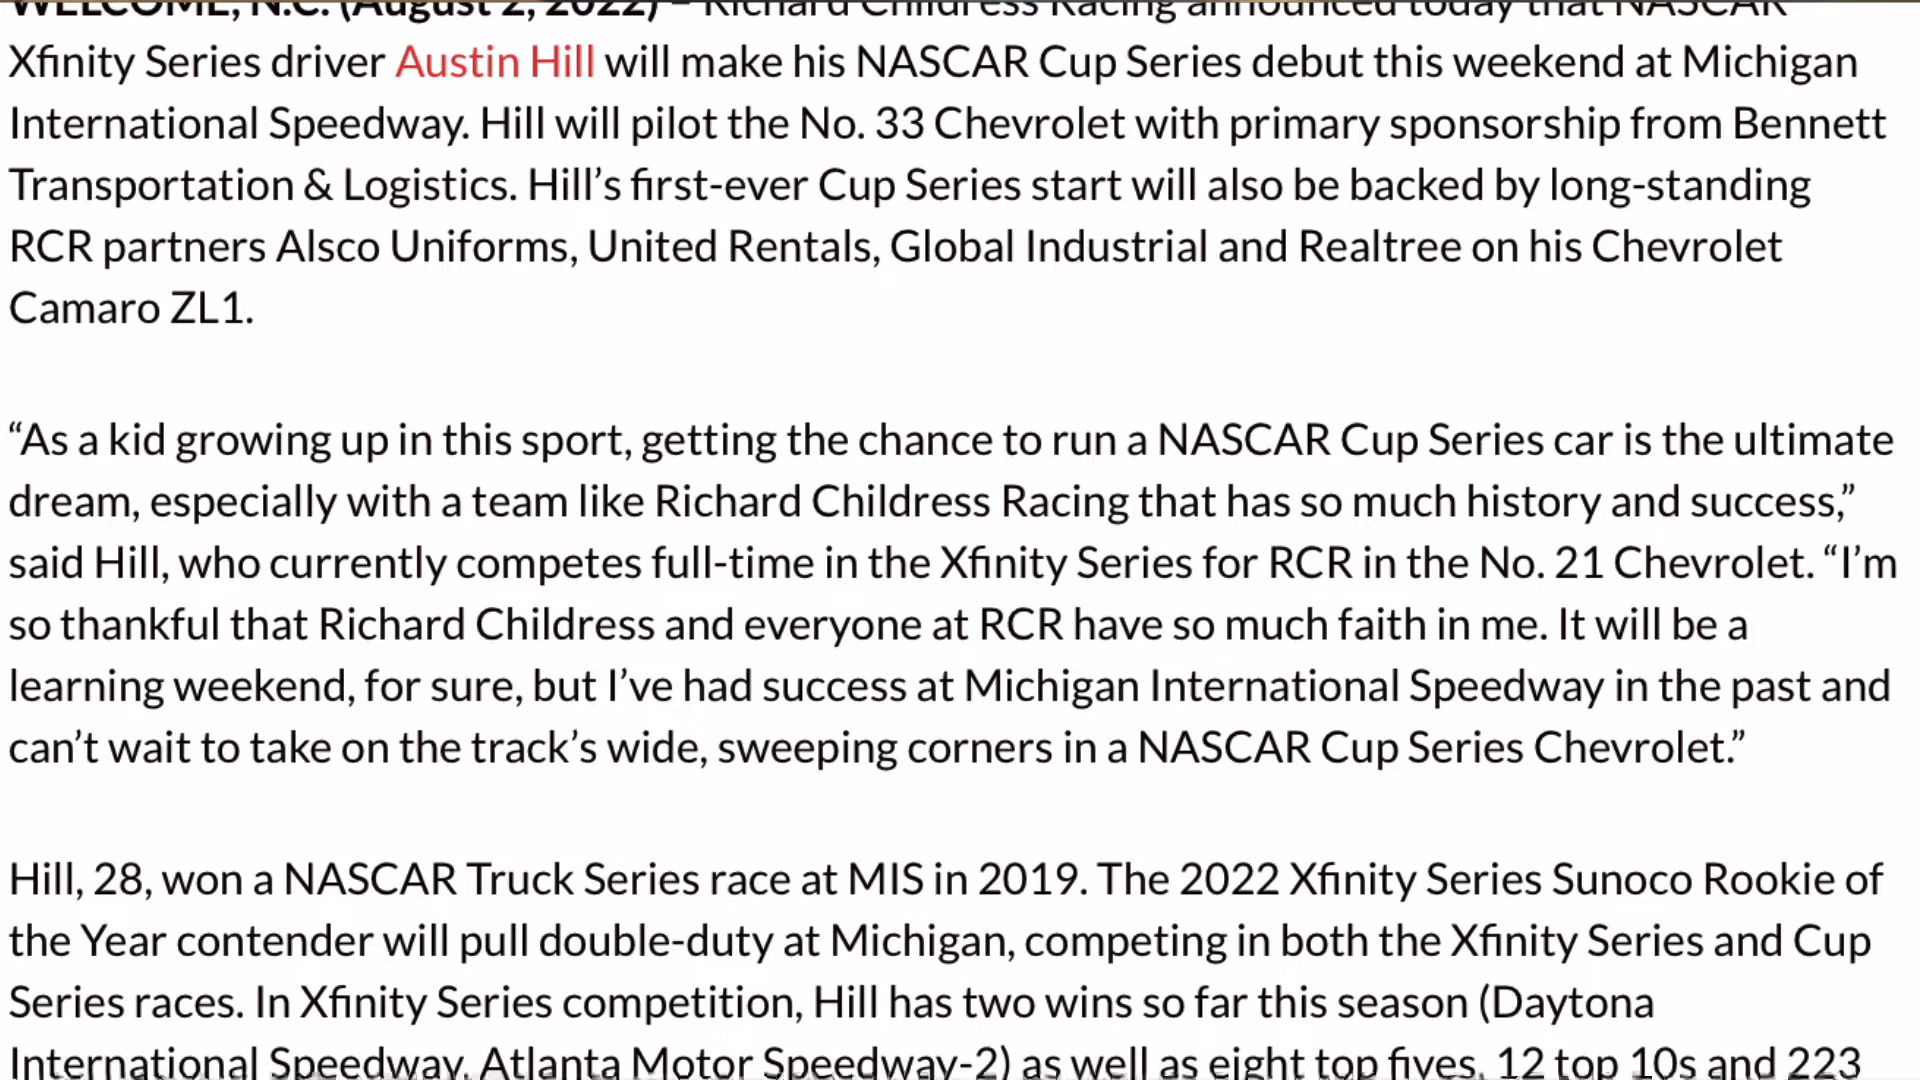 WELCOME, N.C. (August 2, 2022) – Richard Childress Racing announced today that NASCAR
Xfinity Series driver Austin Hill will make his NASCAR Cup Series debut this weekend at Michigan
International Speedway. Hill will pilot the No. 33 Chevrolet with primary sponsorship from Bennett
Transportation & Logistics. Hill’s first-ever Cup Series start will also be backed by long-standing
RCR partners Alsco Uniforms, United Rentals, Global Industrial and Realtree on his Chevrolet
Camaro ZL1.
“As a kid growing up in this sport, getting the chance to run a NASCAR Cup Series car is the ultimate
dream, especially with a team like Richard Childress Racing that has so much history and success,”
said Hill, who currently competes full-time in the Xfinity Series for RCR in the No. 21 Chevrolet. “I’m
so thankful that Richard Childress and everyone at RCR have so much faith in me. It will be a
learning weekend, for sure, but I’ve had success at Michigan International Speedway in the past and
can’t wait to take on the track’s wide, sweeping corners in a NASCAR Cup Series Chevrolet.”
Hill, 28, won a NASCAR Truck Series race at MIS in 2019. The 2022 Xfinity Series Sunoco Rookie of
the Year contender will pull double-duty at Michigan, competing in both the Xfinity Series and Cup
Series races. In Xfinity Series competition, Hill has two wins so far this season (Daytona
International Speedway, Atlanta Motor Speedway-2) as well as eight top fives, 12 top 10s and 223